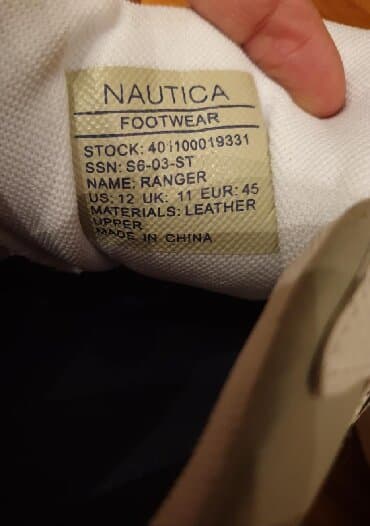 NAUTICA
FOOTWEAR
STOCK: 401100019331
SSN: S6-03-ST
NAME: RANGER
US: 12 UK: 11 EUR: 45
MATERIALS: LEATHER
UPPER
MADE IN CHINA